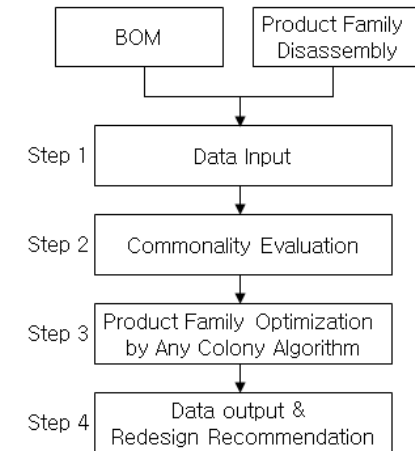 BOM
Product Family
Disassembly
Step 1
Data Input
Step 2
Commonality Evaluation
Step 3
Product Family Optimization
by Any Colony Algorithm
Step 4
Data output &
Redesign Recommendation